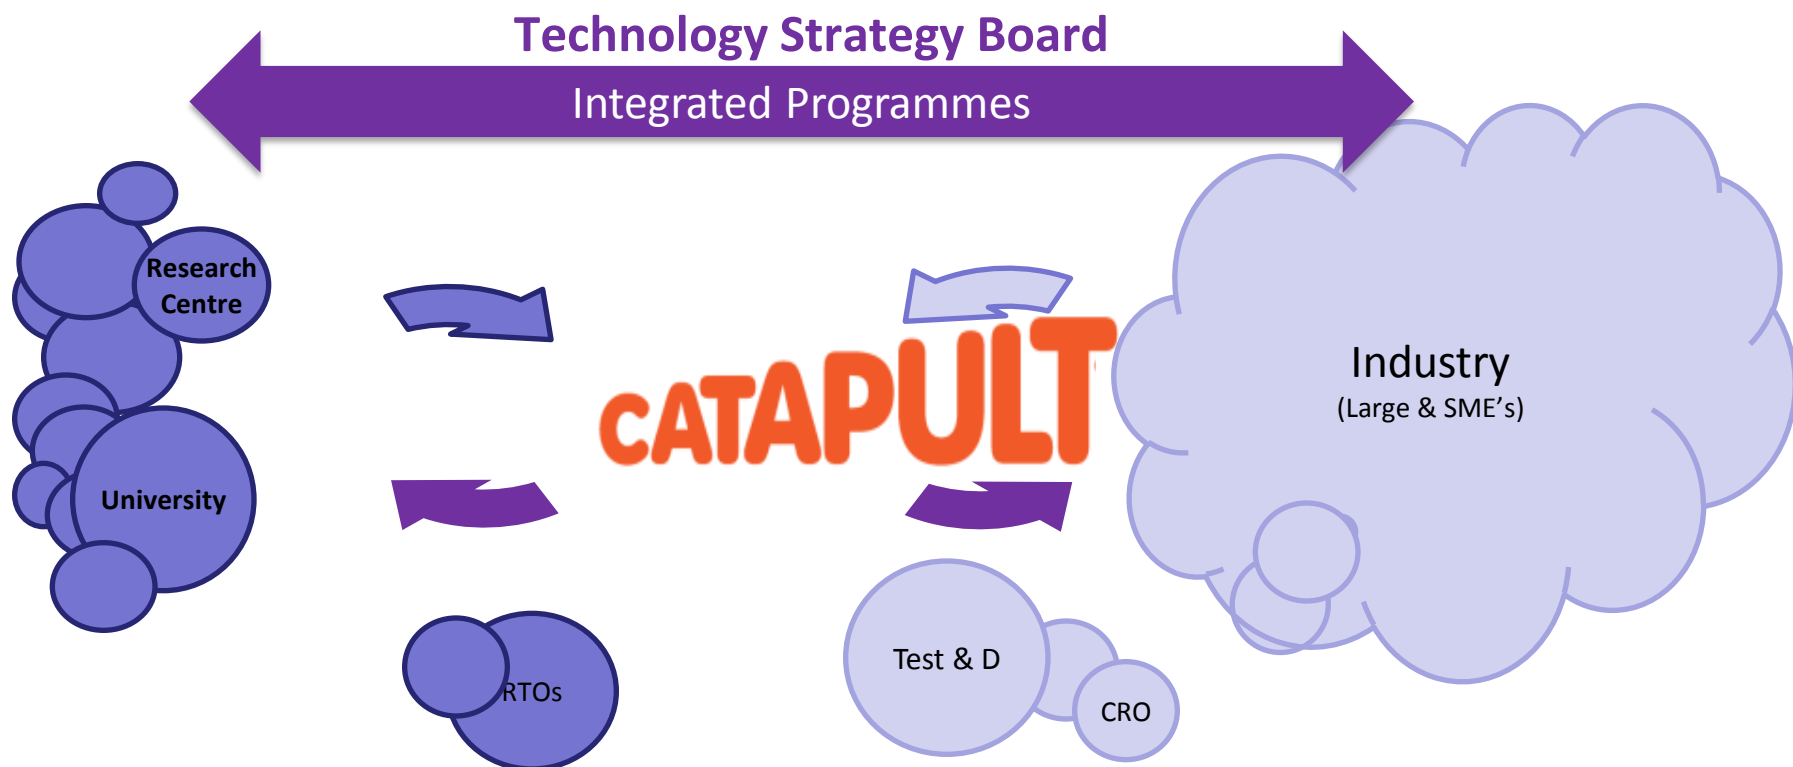 Technology Strategy Board
Integrated Programmes
Research
Centre
CATAPULT
Industry
(Large & SME's)
University
Test & D
RTOs
CRO